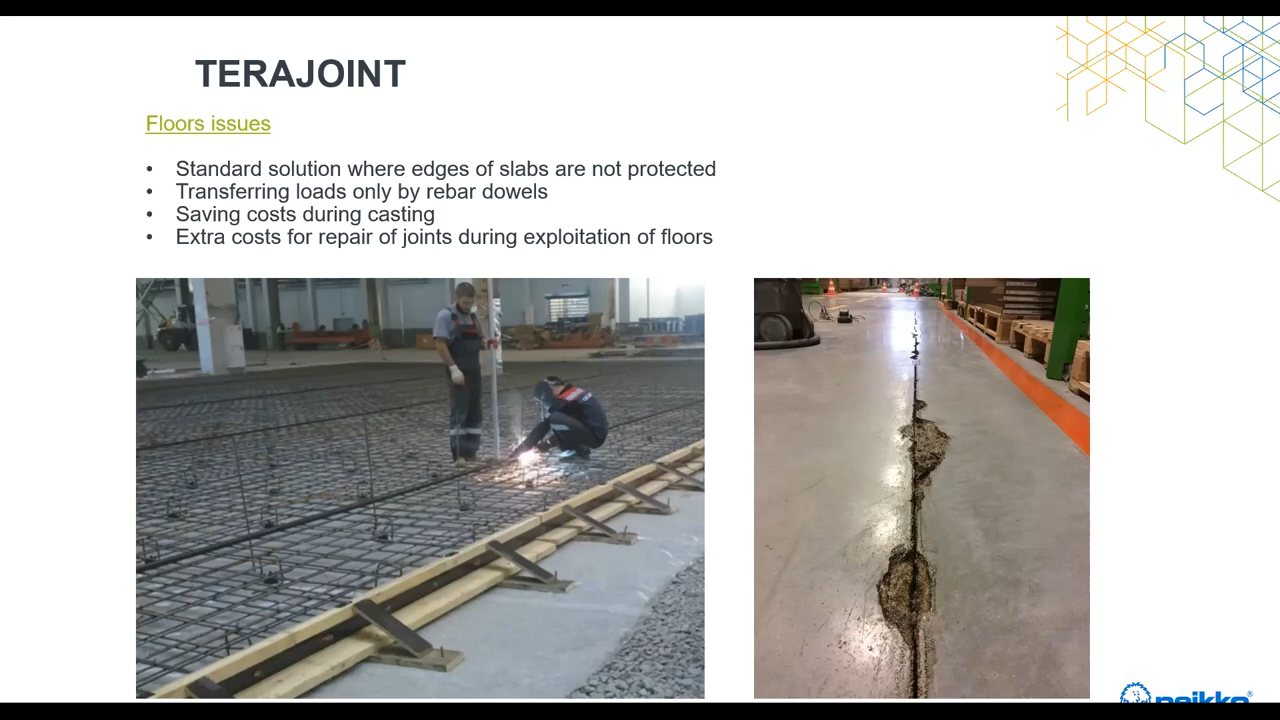 TERAJOINT
Floors issues
• Standard solution where edges of slabs are not protected
• Transferring loads only by rebar dowels
• Saving costs during casting
• Extra costs for repair of joints during exploitation of floors
peikko®